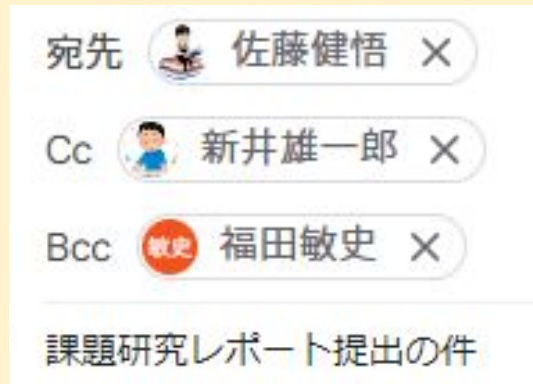 宛先 佐藤健悟 ×
Cc 新井雄一郎 ×
Bcc 敏史 福田敏史 ×
課題研究レポート提出の件